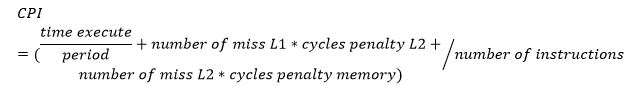 CPI
= (time execute / period + number of miss L1 * cycles penalty L2 +
number of miss L2 * cycles penalty memory) / number of instructions